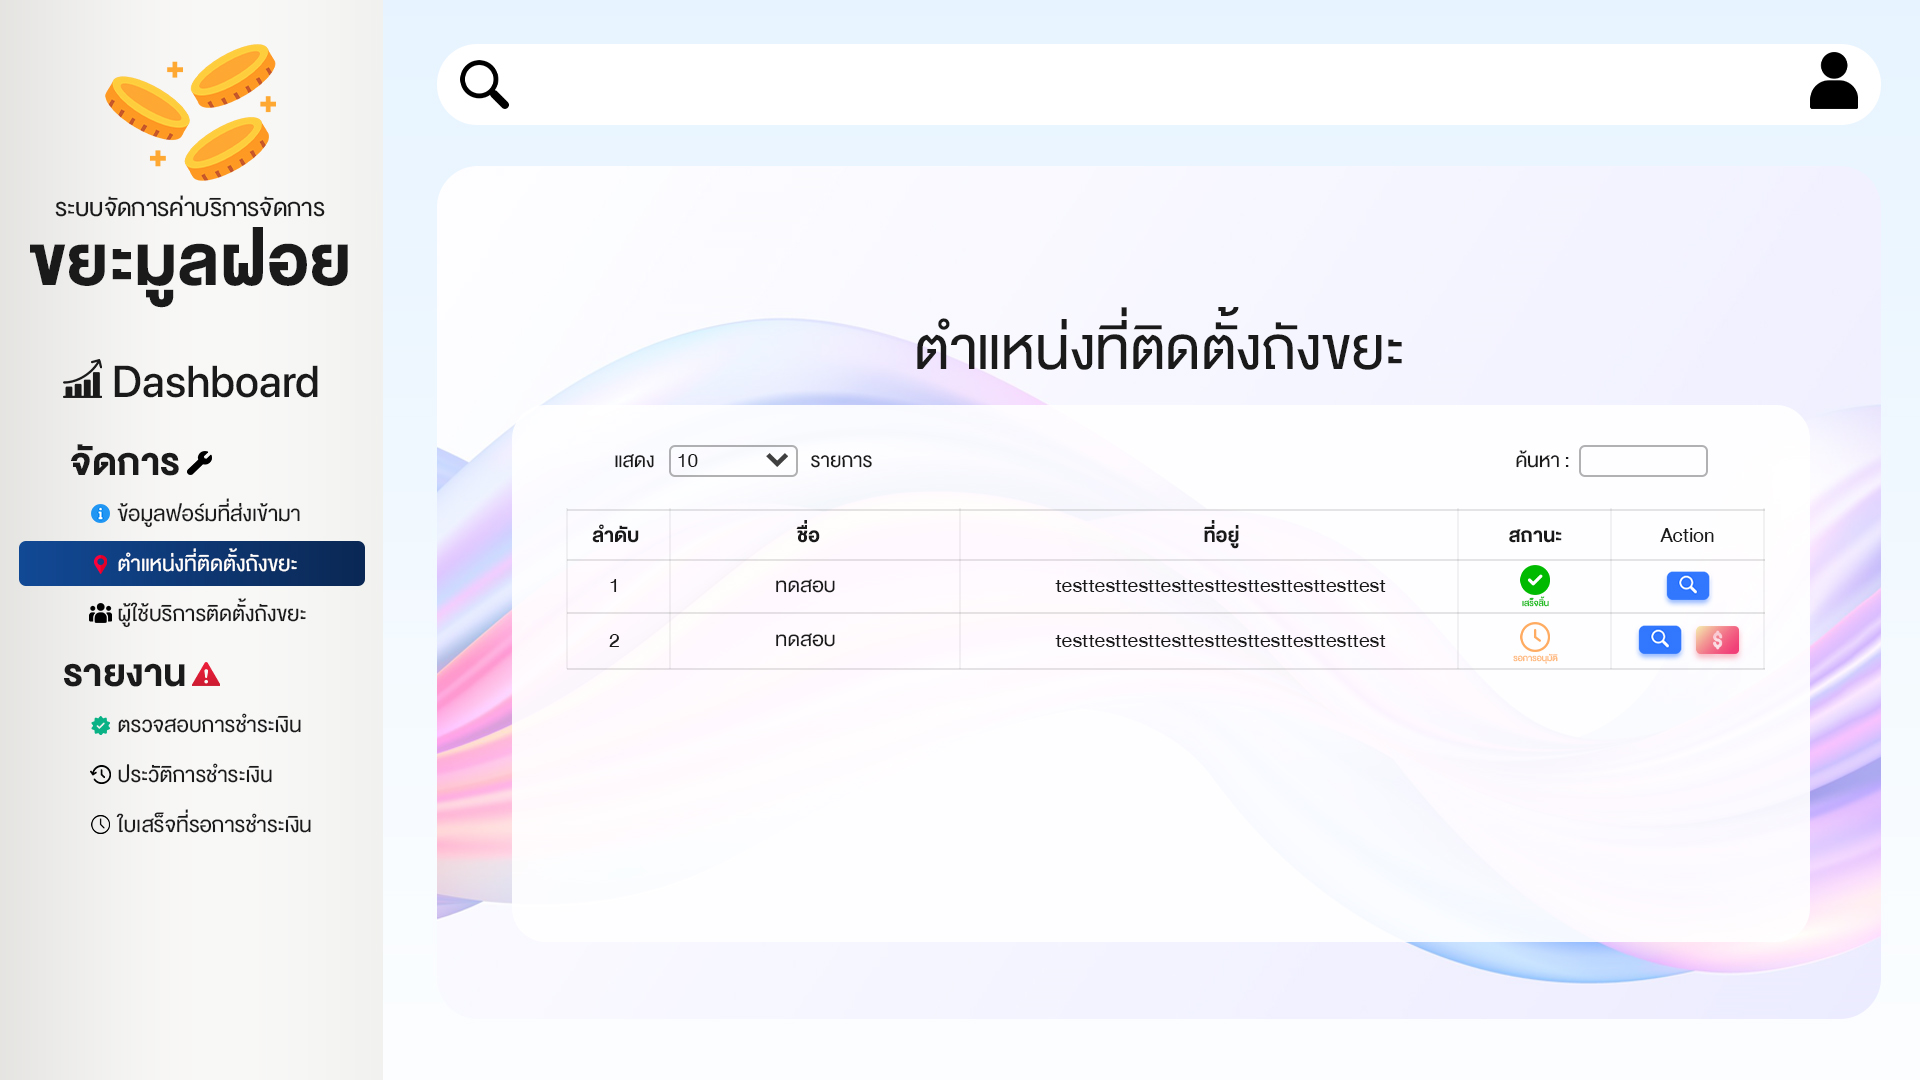 ระบบจัดการค่าบริการจัดการ
ขยะมูลฝอย
Dashboard
จัดการ
ข้อมูลฟอร์มที่ส่งเข้ามา
ตำแหน่งที่ติดตั้งถังขยะ
ผู้ใช้บริการติดตั้งถังขยะ
รายงาน
ตรวจสอบการชำระเงิน
ประวัติการชำระเงิน
ใบเสร็จที่รอการชำระเงิน
ตำแหน่งที่ติดตั้งถังขยะ
แสดง 10 รายการ ค้นหา :
ลำดับ ชื่อ ที่อยู่ สถานะ Action
1 ทดสอบ testtesttesttesttesttesttesttesttesttest เสร็จสิ้น
2 ทดสอบ testtesttesttesttesttesttesttesttesttest รอการอนุมัติ